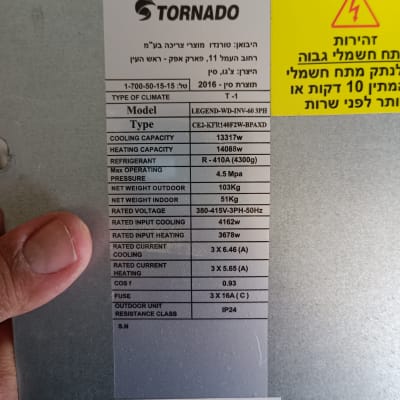 TORNADO
היבואן: טורנדו מוצרי צריכה בע"מ
רחוב העמל 11, פארק אפק - ראש העין
היצרן: צ'גו, סין
תוצרת סין - 2016 טל: 1-700-50-15-15
TYPE OF CLIMATE T -1
Model LEGEND-WD-INV-60 3PH
Type CE2-KFR140F2W-BPAXD
COOLING CAPACITY 13317w
HEATING CAPACITY 14088w
REFRIGERANT R - 410A (4300g)
Max OPERATING PRESSURE 4.5 Mpa
NET WEIGHT OUTDOOR 103Kg
NET WEIGHT INDOOR 51Kg
RATED VOLTAGE 380-415V-3PH-50Hz
RATED INPUT COOLING 4162w
RATED INPUT HEATING 3678w
RATED CURRENT COOLING 3 X 6.46 (A)
RATED CURRENT HEATING 3 X 5.65 (A)
COS f 0.93
FUSE 3 X 16A ( C )
OUTDOOR UNIT RESISTANCE CLASS IP24
S.N
זהירות
מתח חשמלי גבוה
לנתק מתח חשמלי
המתין 10 דקות או
ותר לפני שרות